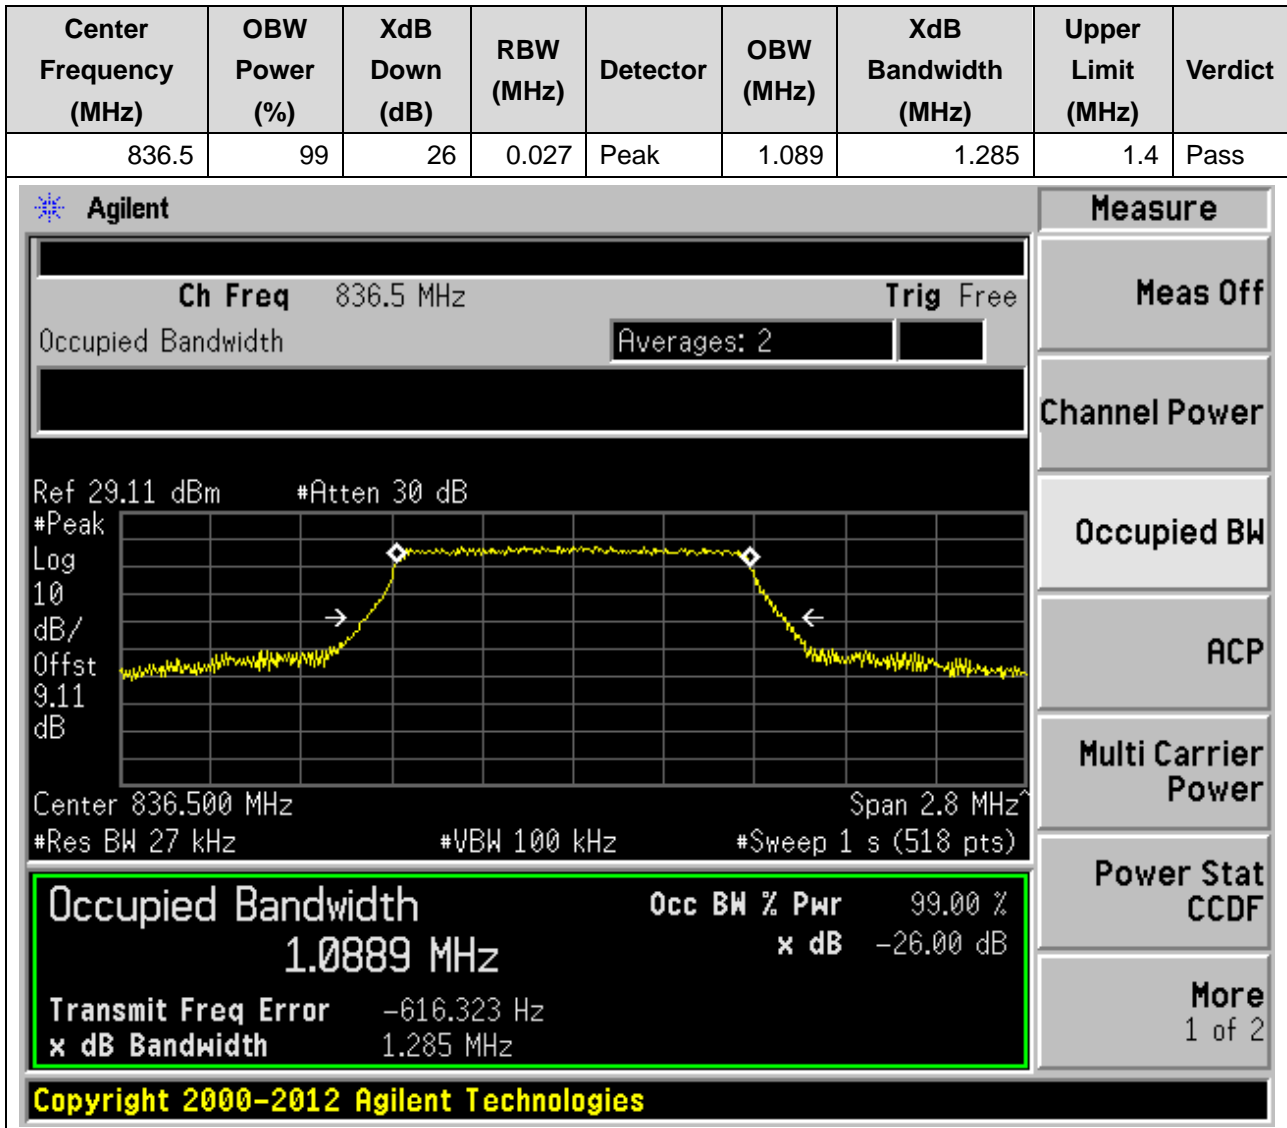 Center Frequency (MHz) OBW Power (%) XdB Down (dB) RBW (MHz) Detector OBW (MHz) XdB Bandwidth (MHz) Upper Limit (MHz) Verdict
836.5 99 26 0.027 Peak 1.089 1.285 1.4 Pass
Agilent
Measure
Ch Freq 836.5 MHz Trig Free
Meas Off
Occupied Bandwidth Averages: 2
Channel Power
Ref 29.11 dBm #Atten 30 dB
#Peak
Log
10
dB/
Offst
9.11
dB
Occupied BW
ACP
Multi Carrier
Power
Center 836.500 MHz Span 2.8 MHz^
#Res BW 27 kHz #VBW 100 kHz #Sweep 1 s (518 pts)
Power Stat
CCDF
Occupied Bandwidth Occ BW % Pwr 99.00 %
1.0889 MHz x dB -26.00 dB
Transmit Freq Error -616.323 Hz
x dB Bandwidth 1.285 MHz
More
1 of 2
Copyright 2000-2012 Agilent Technologies